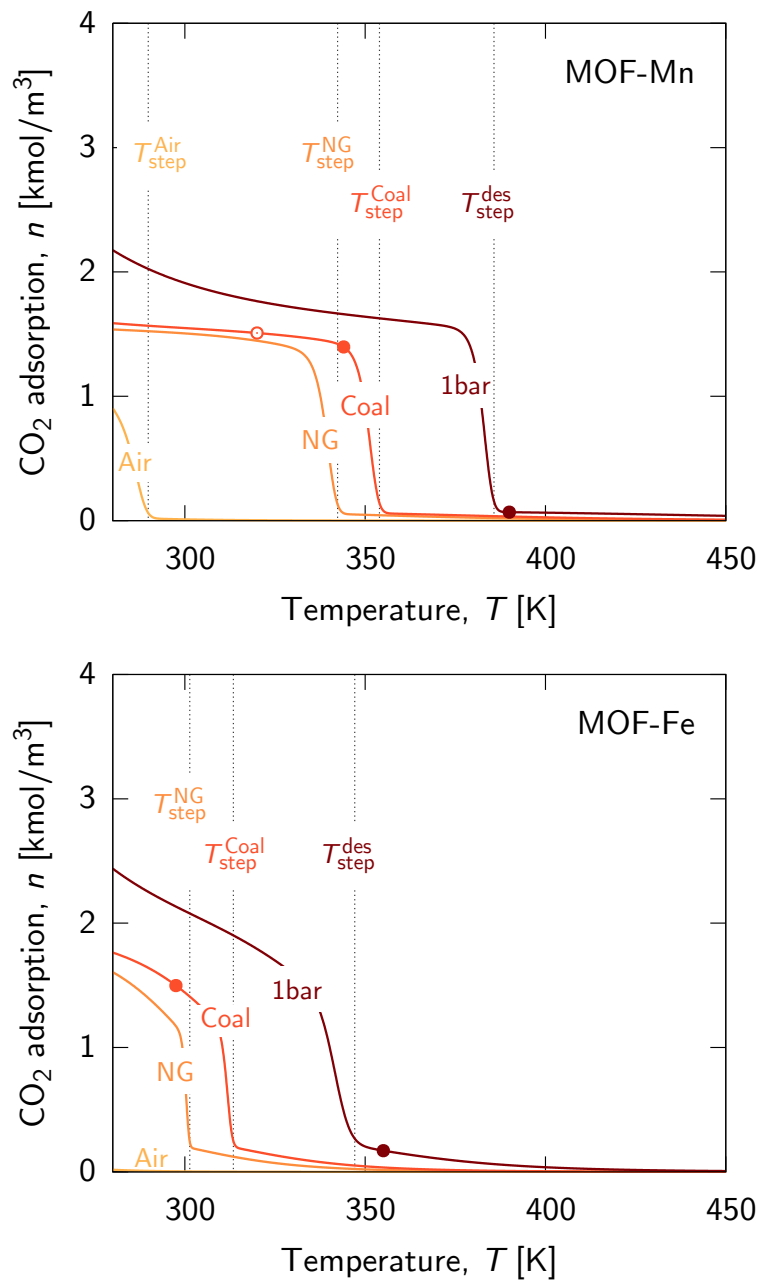 MOF-Mn
CO₂ adsorption, n [kmol/m³]
4
3
2
1
0
T_step^Air
T_step^NG
T_step^Coal
T_step^des
Air
NG
Coal
1bar
300
350
400
450
Temperature, T [K]
MOF-Fe
CO₂ adsorption, n [kmol/m³]
4
3
2
1
0
T_step^NG
T_step^Coal
T_step^des
1bar
Coal
NG
Air
300
350
400
450
Temperature, T [K]